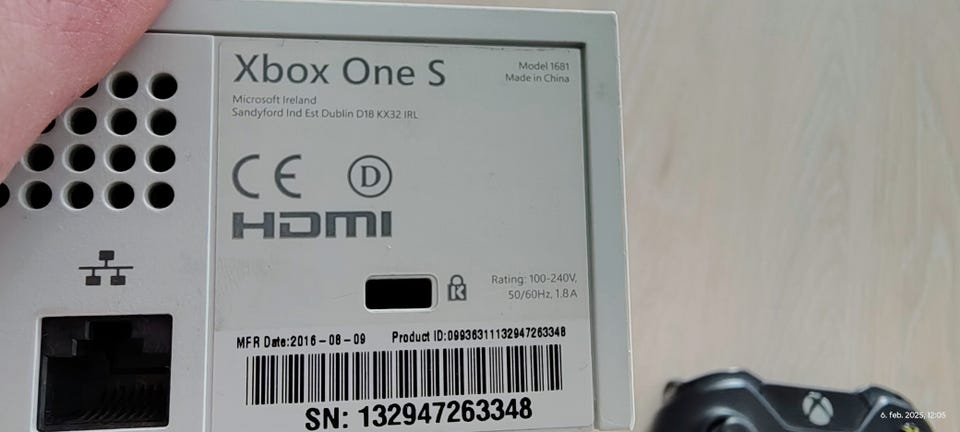 Xbox One S
Model 1681
Made in China
Microsoft Ireland
Sandyford Ind Est Dublin D18 KX32 IRL
CE D
HDMI
Rating: 100-240V,
50/60Hz, 1.8A
MFR Date:2016-08-09 Product ID:09936311132947263348
SN: 132947263348
6. feb. 2025, 12:05